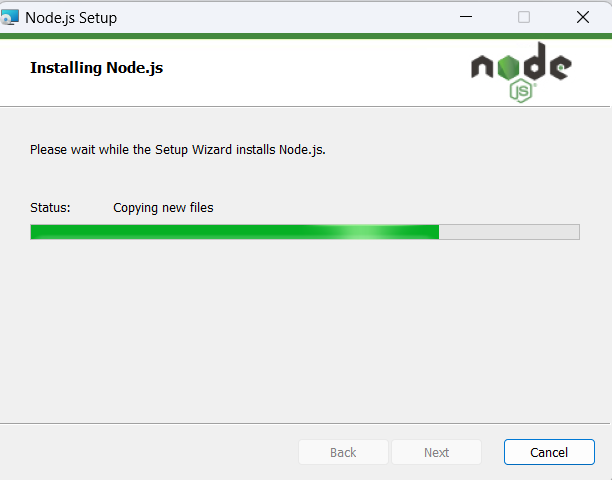 Node.js Setup
Installing Node.js
node
JS
Please wait while the Setup Wizard installs Node.js.
Status: Copying new files
Back Next Cancel